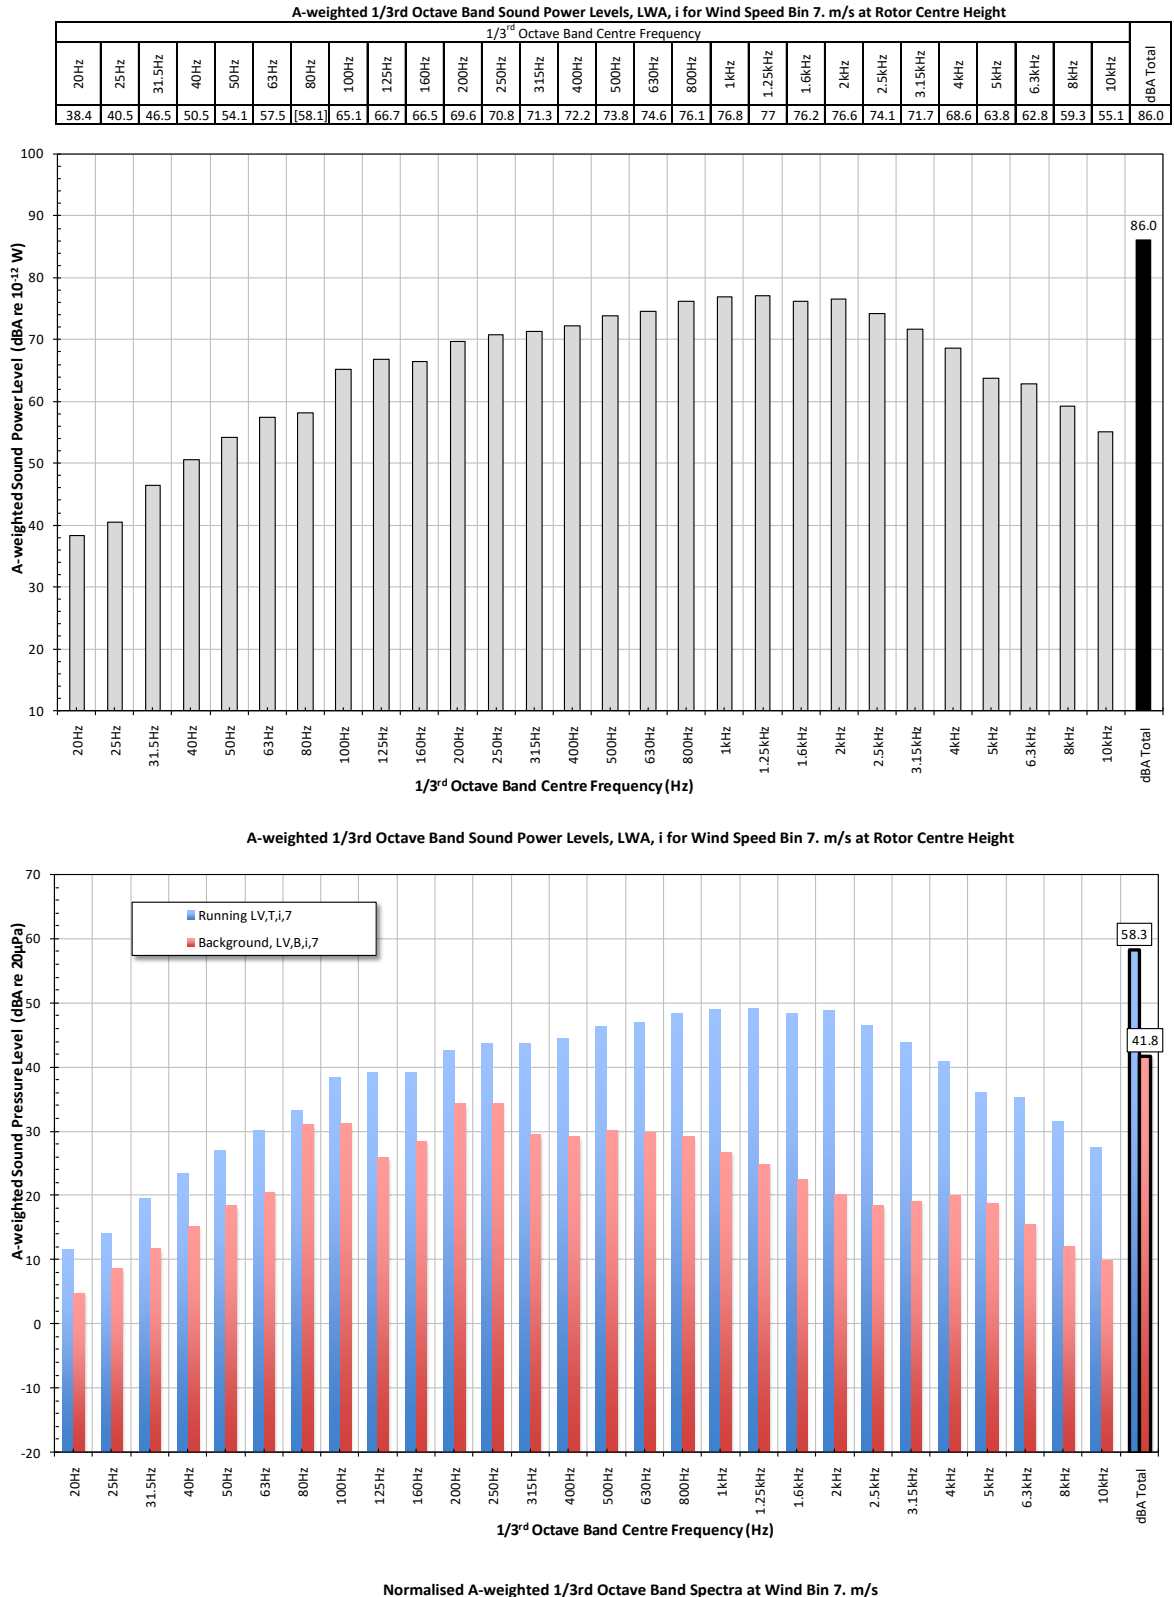 A-weighted 1/3rd Octave Band Sound Power Levels, LWA, i for Wind Speed Bin 7. m/s at Rotor Centre Height
1/3rd Octave Band Centre Frequency
20Hz 25Hz 31.5Hz 40Hz 50Hz 63Hz 80Hz 100Hz 125Hz 160Hz 200Hz 250Hz 315Hz 400Hz 500Hz 630Hz 800Hz 1kHz 1.25kHz 1.6kHz 2kHz 2.5kHz 3.15kHz 4kHz 5kHz 6.3kHz 8kHz 10kHz dBA Total
38.4 40.5 46.5 50.5 54.1 57.5 [58.1] 65.1 66.7 66.5 69.6 70.8 71.3 72.2 73.8 74.6 76.1 76.8 77 76.2 76.6 74.1 71.7 68.6 63.8 62.8 59.3 55.1 86.0
A-weighted Sound Power Level (dBA re 10-12 W)
100
90
80
70
60
50
40
30
20
10
86.0
20Hz 25Hz 31.5Hz 40Hz 50Hz 63Hz 80Hz 100Hz 125Hz 160Hz 200Hz 250Hz 315Hz 400Hz 500Hz 630Hz 800Hz 1kHz 1.25kHz 1.6kHz 2kHz 2.5kHz 3.15kHz 4kHz 5kHz 6.3kHz 8kHz 10kHz dBA Total
1/3rd Octave Band Centre Frequency (Hz)
A-weighted 1/3rd Octave Band Sound Power Levels, LWA, i for Wind Speed Bin 7. m/s at Rotor Centre Height
A-weighted Sound Pressure Level (dBA re 20μPa)
70
60
50
40
30
20
10
0
-10
-20
Running LV,T,i,7
Background, LV,B,i,7
58.3
41.8
20Hz 25Hz 31.5Hz 40Hz 50Hz 63Hz 80Hz 100Hz 125Hz 160Hz 200Hz 250Hz 315Hz 400Hz 500Hz 630Hz 800Hz 1kHz 1.25kHz 1.6kHz 2kHz 2.5kHz 3.15kHz 4kHz 5kHz 6.3kHz 8kHz 10kHz dBA Total
1/3rd Octave Band Centre Frequency (Hz)
Normalised A-weighted 1/3rd Octave Band Spectra at Wind Bin 7. m/s